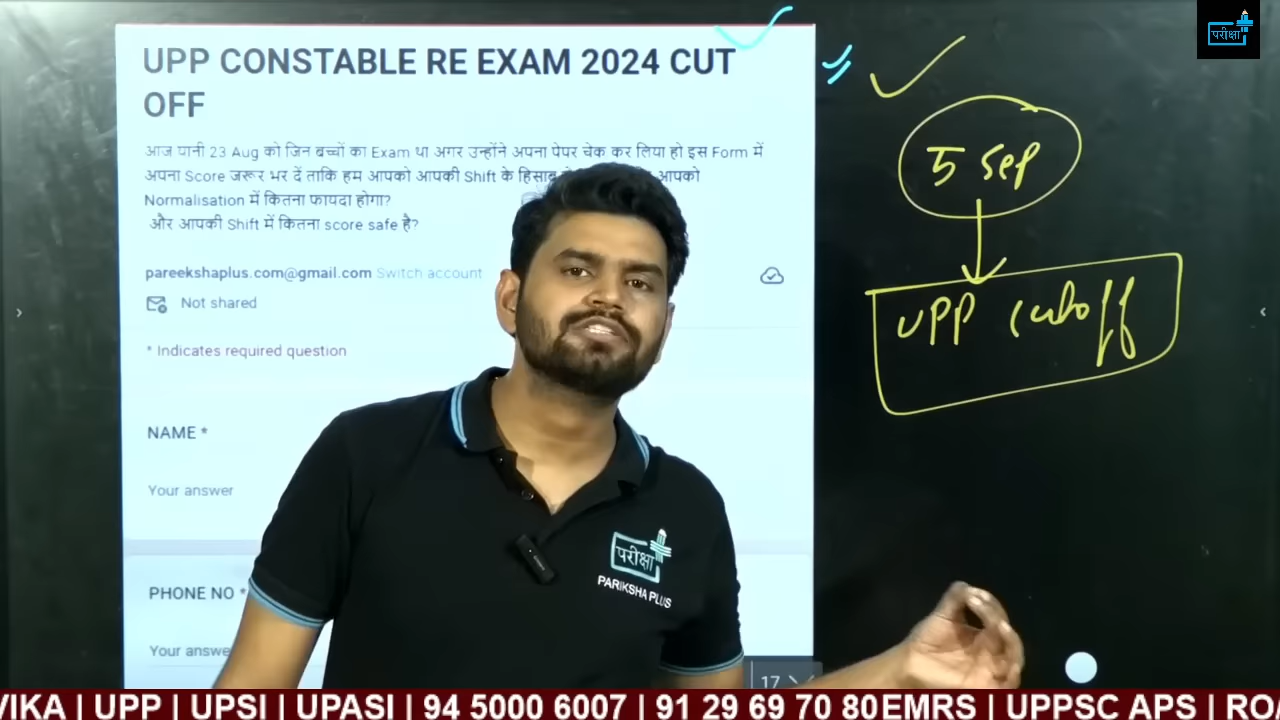 परीक्षा
UPP CONSTABLE RE EXAM 2024 CUT
OFF
आज यानी 23 Aug को जिन बच्चों का Exam था अगर उन्होंने अपना पेपर चेक कर लिया हो इस Form में
अपना Score जरूर भर दें ताकि हम आपको आपकी Shift के हिसाब आपको
Normalisation में कितना फायदा होगा?
और आपकी Shift में कितना score safe है?
pareekshaplus.com@gmail.com Switch account
Not shared
* Indicates required question
NAME *
Your answer
PHONE NO *
Your answe
5 Sep
UPP Cutoff
परीक्षा
PARIKSHA PLUS
17
VIKA | UPP | UPSI | UPASI | 94 5000 6007 | 91 29 69 70 80EMRS | UPPSC APS | RO